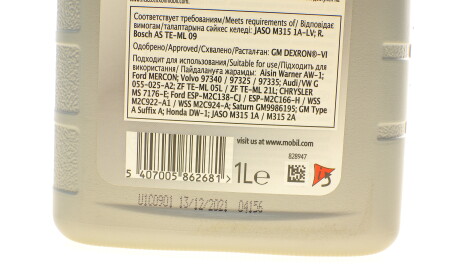 www.exxonmobil.com
Соответствует требованиям/Meets requirements of/ Відповідає
вимогам/талаптарына сәйкес келеді: JASO M315 1A-LV; R.
Bosch AS TE-ML 09
Одобрено/Approved/Схвалено/Расталған: GM DEXRON®-VI
Подходит для использования/Suitable for use/Підходить для
використання/ Пайдалануға жарамды: Aisin Warner AW-1;
Ford MERCON; Volvo 97340 / 97325 / 97335; Audi/VW G
055-025-A2; ZF TE-ML 05L; ZF TE-ML 21L; CHRYSLER
MS 7176-E; Ford ESP-M2C138-CJ /ESP-M2C166-H / WSS
M2C922-A1 / WSS M2C924-A; Saturn GM9986195; GM Type
A Suffix A; Honda DW-1; JASO M315 1A / M315 2A
visit us at www.mobil.com
828947
1L℮
5 407005 862681 >
U1C0901 13/12/2021 04156